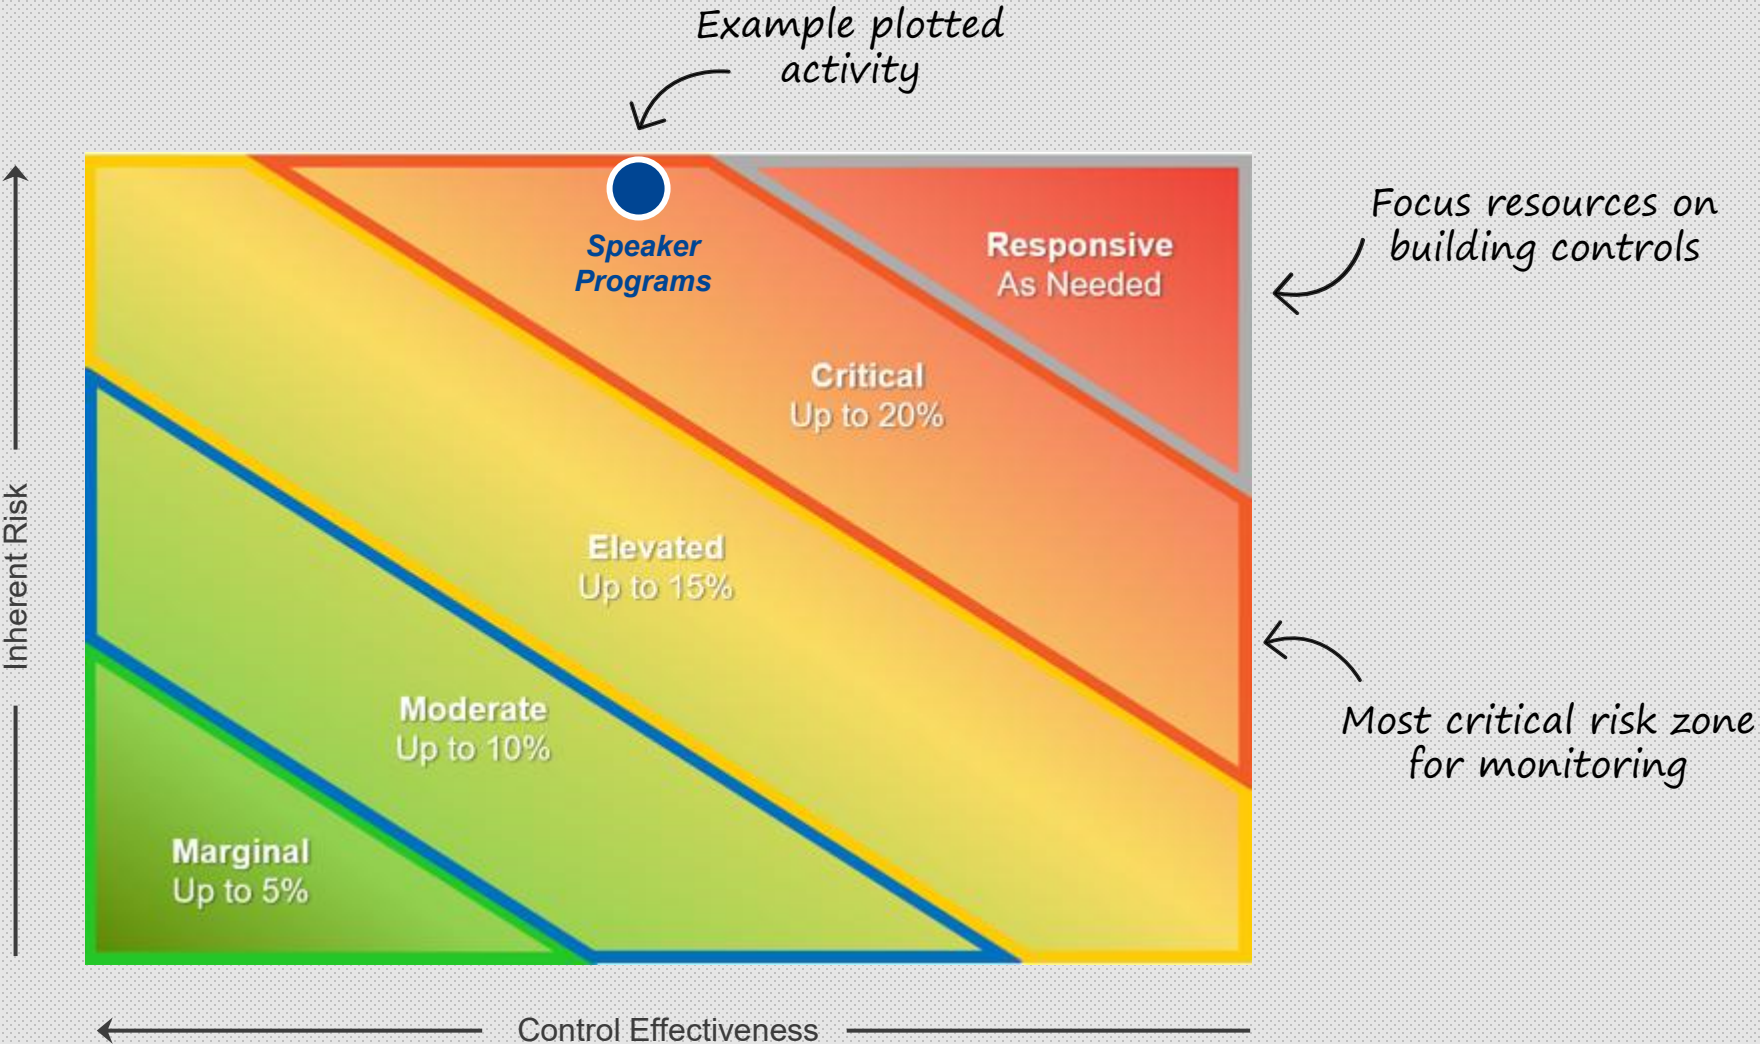 Example plotted
activity
Speaker
Programs
Responsive
As Needed
Focus resources on
building controls
Critical
Up to 20%
Elevated
Up to 15%
Most critical risk zone
for monitoring
Moderate
Up to 10%
Marginal
Up to 5%
Inherent Risk
Control Effectiveness